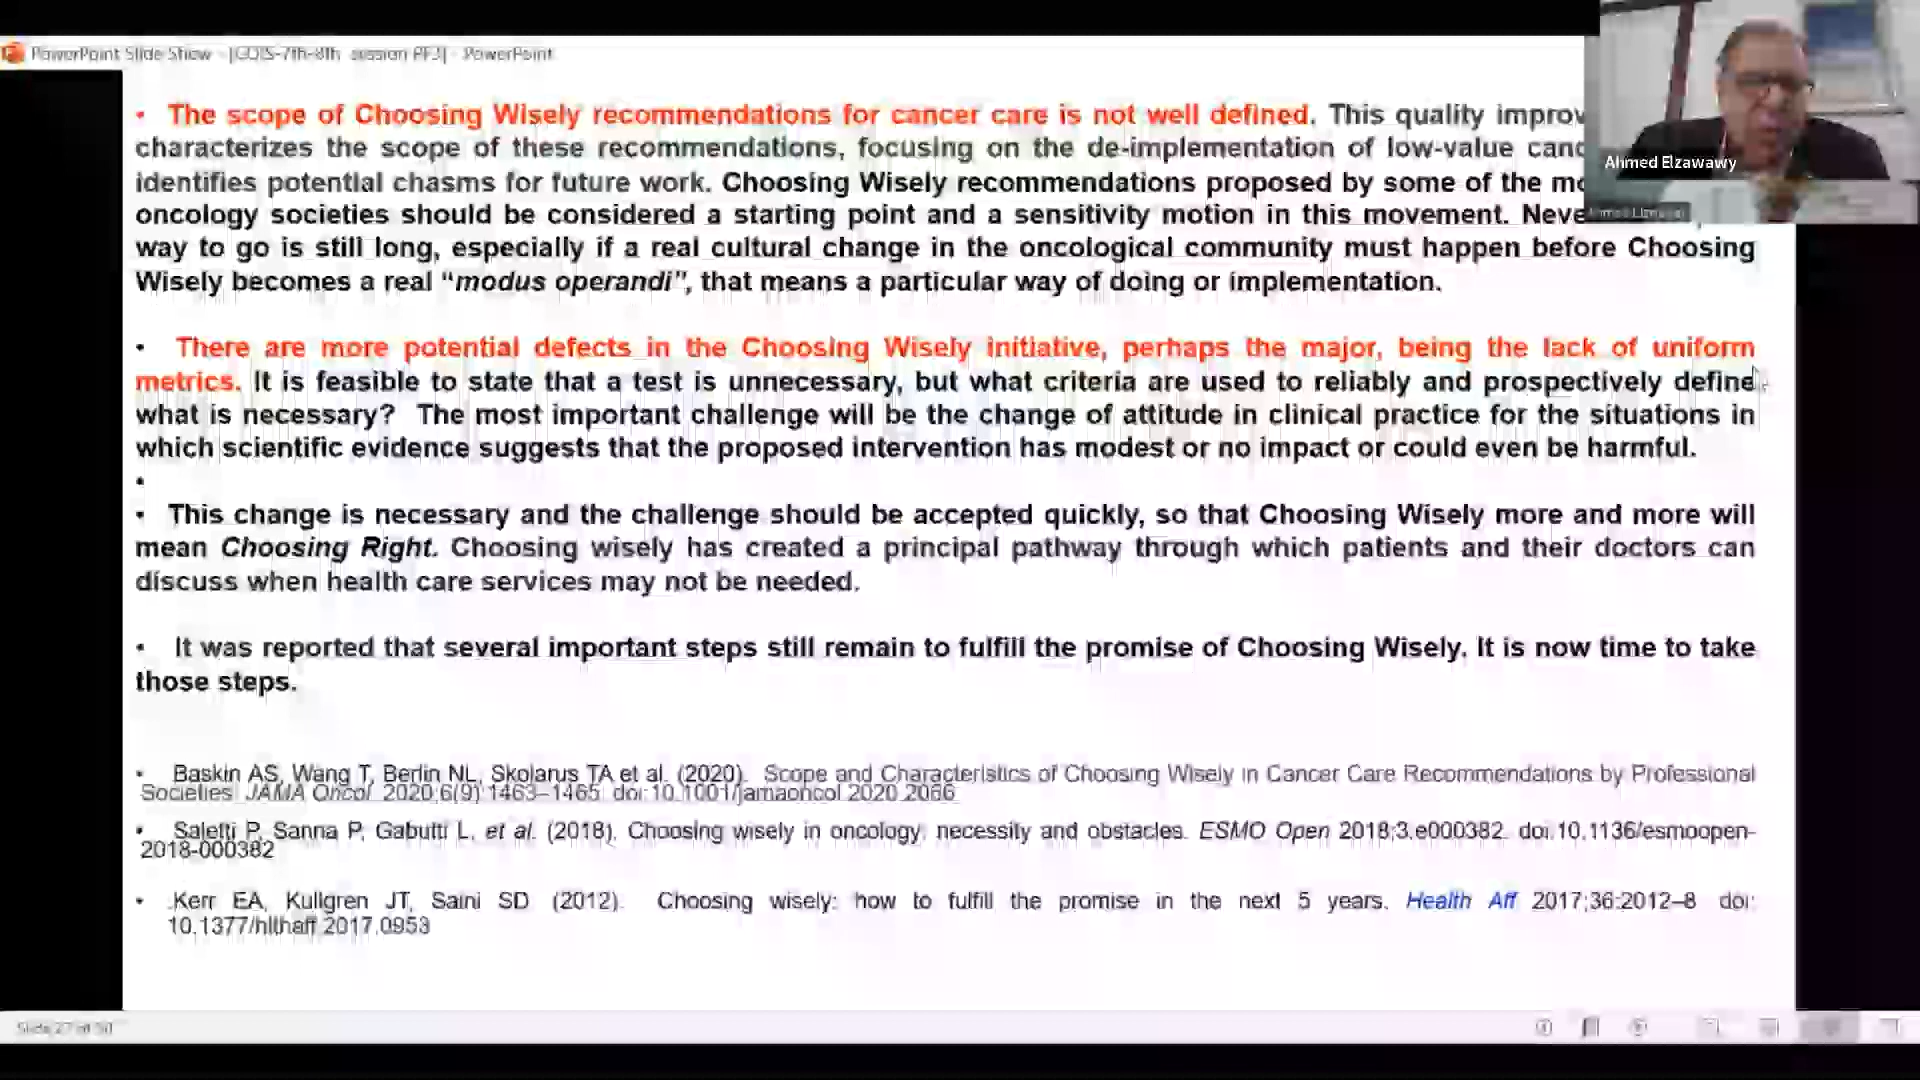 PowerPoint Slide Show - [GOIS-7th-8th session PF3] - PowerPoint
• The scope of Choosing Wisely recommendations for cancer care is not well defined. This quality improv
characterizes the scope of these recommendations, focusing on the de-implementation of low-value canc
identifies potential chasms for future work. Choosing Wisely recommendations proposed by some of the mo
oncology societies should be considered a starting point and a sensitivity motion in this movement. Neve
way to go is still long, especially if a real cultural change in the oncological community must happen before Choosing
Wisely becomes a real “modus operandi”, that means a particular way of doing or implementation.
• There are more potential defects in the Choosing Wisely initiative, perhaps the major, being the lack of uniform
metrics. It is feasible to state that a test is unnecessary, but what criteria are used to reliably and prospectively define
what is necessary? The most important challenge will be the change of attitude in clinical practice for the situations in
which scientific evidence suggests that the proposed intervention has modest or no impact or could even be harmful.
•
• This change is necessary and the challenge should be accepted quickly, so that Choosing Wisely more and more will
mean Choosing Right. Choosing wisely has created a principal pathway through which patients and their doctors can
discuss when health care services may not be needed.
• It was reported that several important steps still remain to fulfill the promise of Choosing Wisely. It is now time to take
those steps.
• Baskin AS, Wang T, Berlin NL, Skolarus TA et al. (2020). Scope and Characteristics of Choosing Wisely in Cancer Care Recommendations by Professional
Societies JAMA Oncol. 2020;6(9):1463–1465. doi:10.1001/jamaoncol.2020.2066
• Saletti P, Sanna P, Gabutti L, et al. (2018). Choosing wisely in oncology: necessity and obstacles. ESMO Open 2018;3:e000382. doi:10.1136/esmoopen-
2018-000382
• .Kerr EA, Kullgren JT, Saini SD (2012). Choosing wisely: how to fulfill the promise in the next 5 years. Health Aff 2017;36:2012–8 doi:
10.1377/hlthaff.2017.0953
Ahmed Elzawawy
Slide 27 of 50